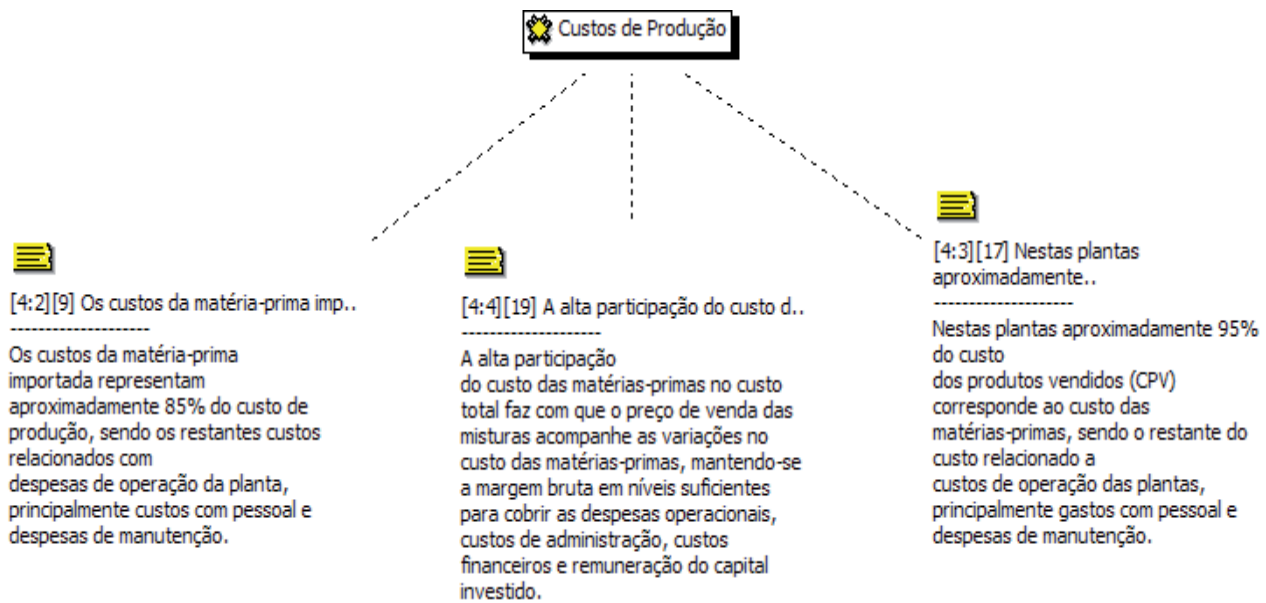 Custos de Produção
[4:2][9] Os custos da matéria-prima imp..
--------------------
Os custos da matéria-prima
importada representam
aproximadamente 85% do custo de
produção, sendo os restantes custos
relacionados com
despesas de operação da planta,
principalmente custos com pessoal e
despesas de manutenção.
[4:4][19] A alta participação do custo d..
--------------------
A alta participação
do custo das matérias-primas no custo
total faz com que o preço de venda das
misturas acompanhe as variações no
custo das matérias-primas, mantendo-se
a margem bruta em níveis suficientes
para cobrir as despesas operacionais,
custos de administração, custos
financeiros e remuneração do capital
investido.
[4:3][17] Nestas plantas
aproximadamente..
--------------------
Nestas plantas aproximadamente 95%
do custo
dos produtos vendidos (CPV)
corresponde ao custo das
matérias-primas, sendo o restante do
custo relacionado a
custos de operação das plantas,
principalmente gastos com pessoal e
despesas de manutenção.